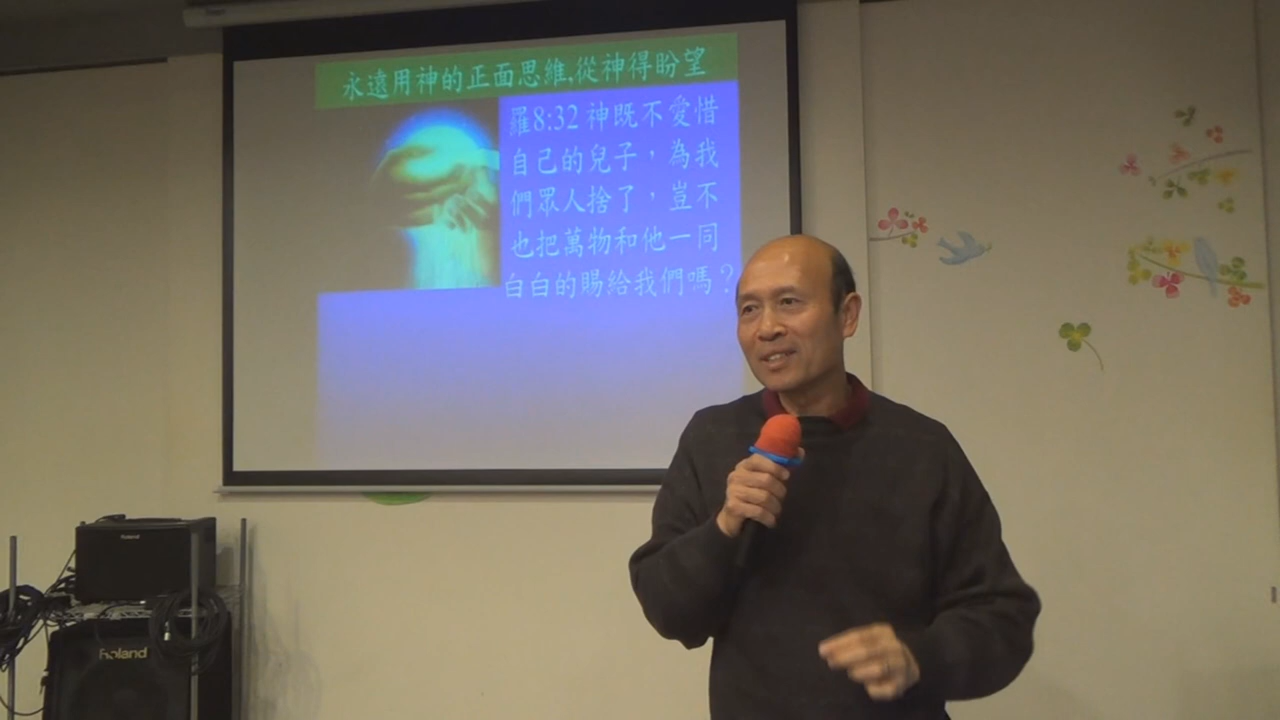 永遠用神的正面思維,從神得盼望
羅8:32 神既不愛惜
自己的兒子，為我
們眾人捨了，豈不
也把萬物和他一同
白白的賜給我們嗎？
Roland
Roland